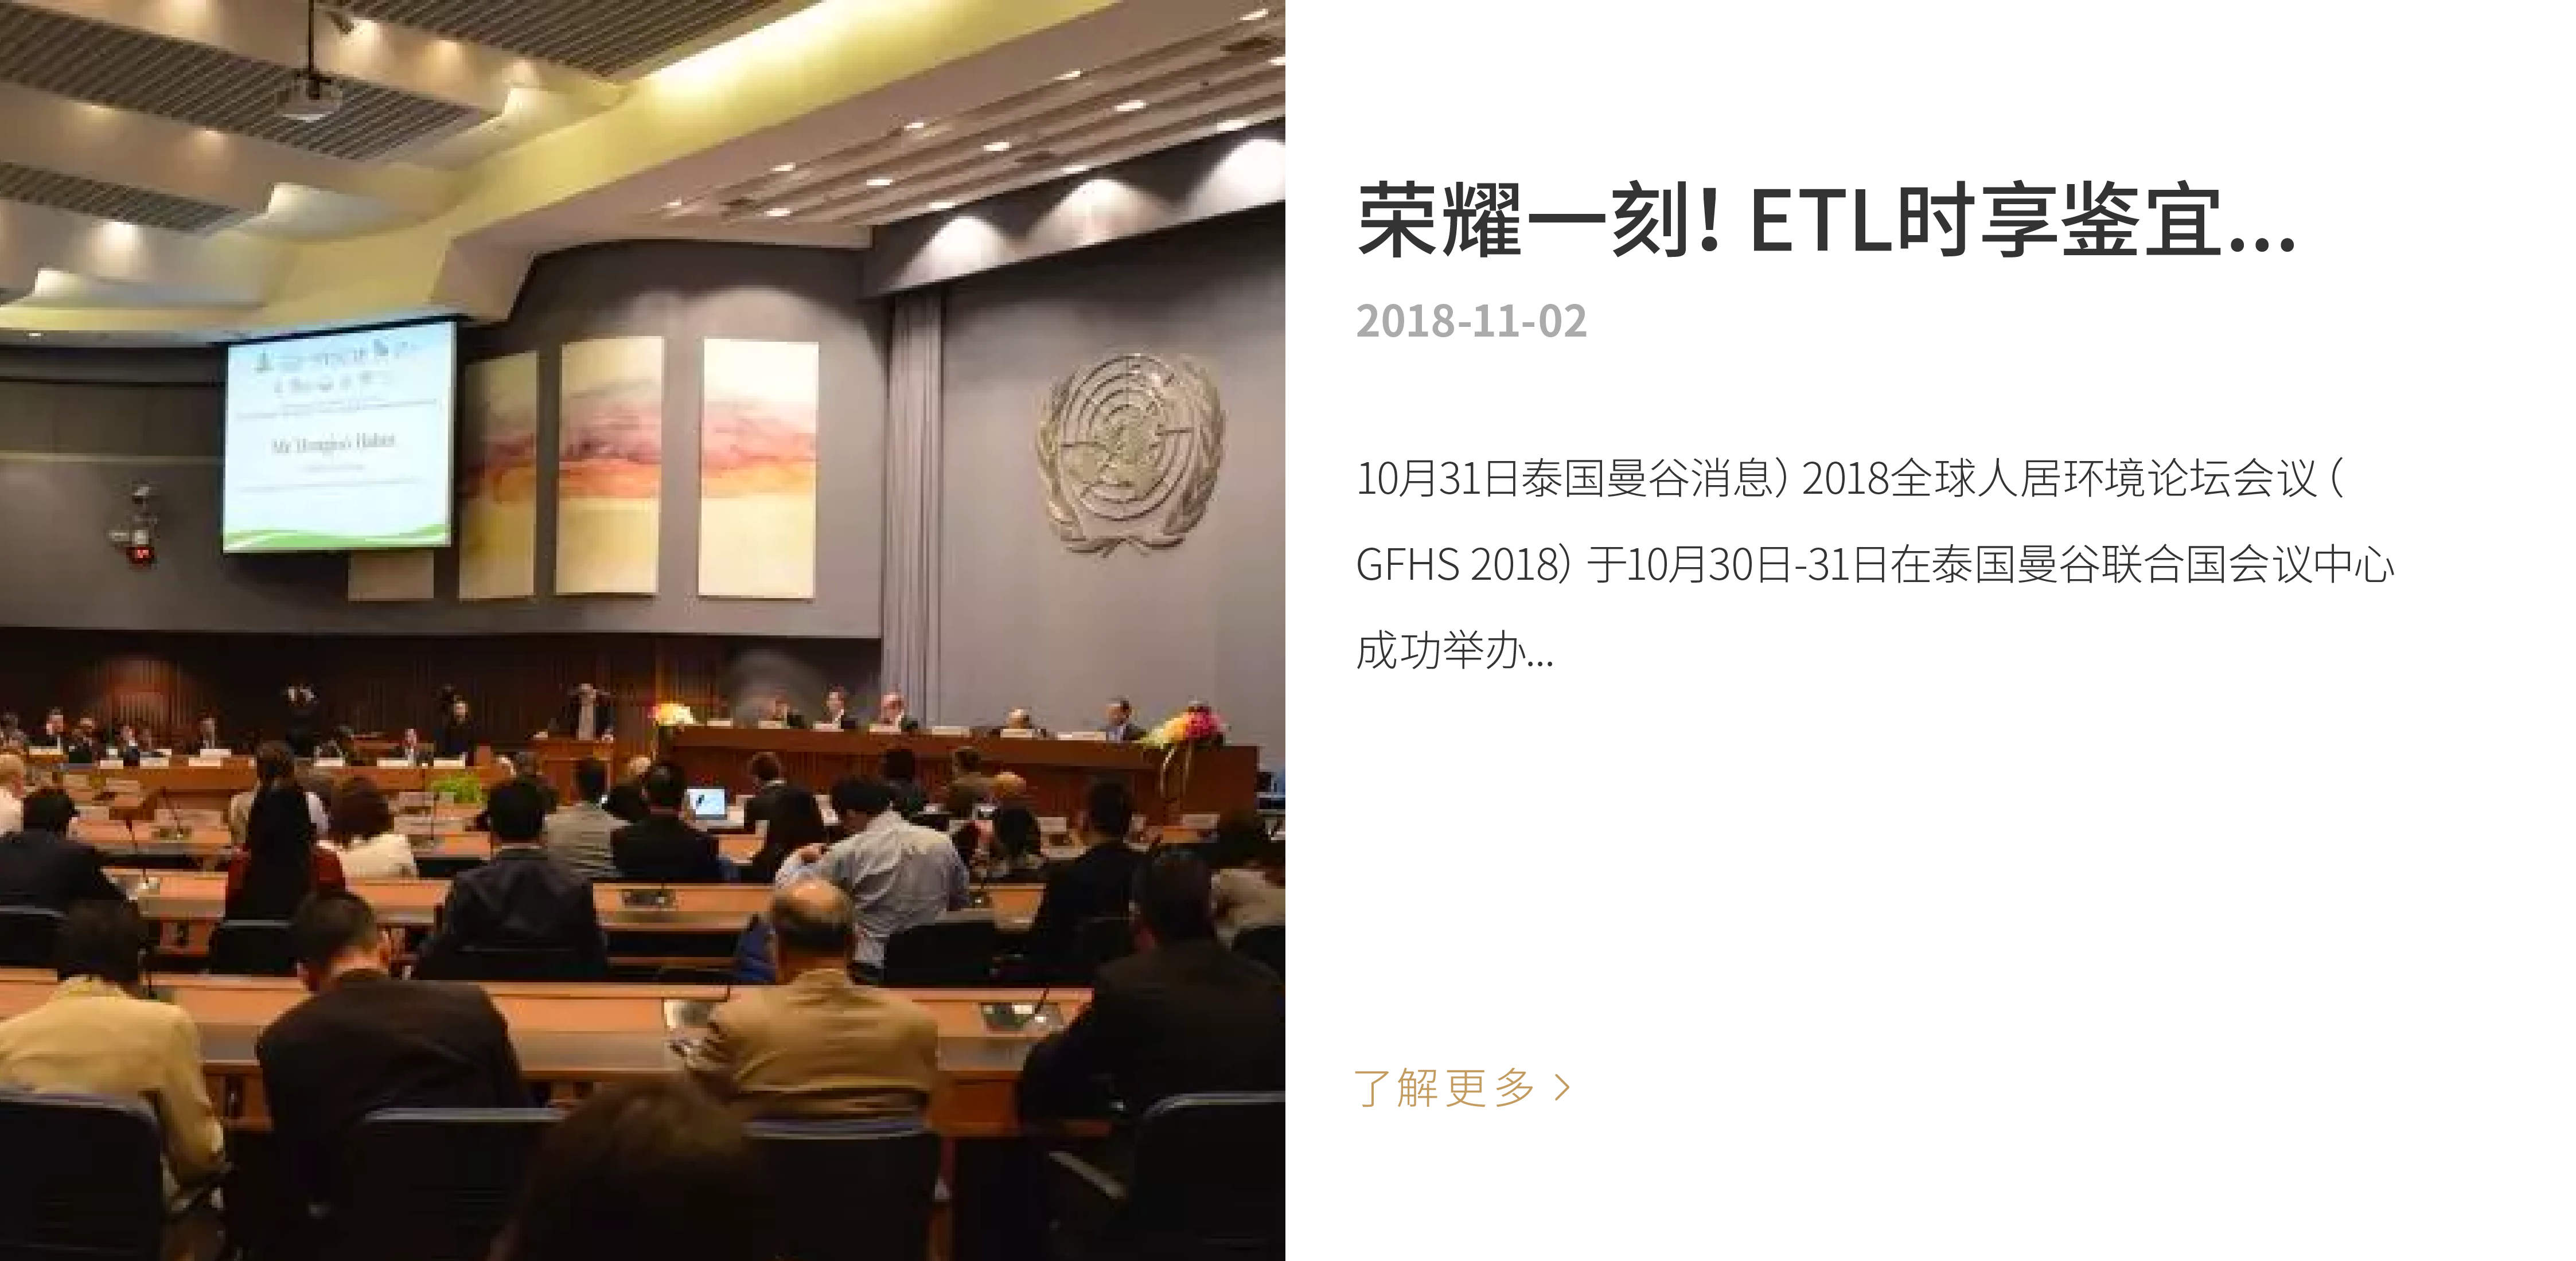 荣耀一刻！ETL时享鉴宜...
2018-11-02
10月31日泰国曼谷消息）2018全球人居环境论坛会议（
GFHS 2018）于10月30日-31日在泰国曼谷联合国会议中心
成功举办...
了解更多 >